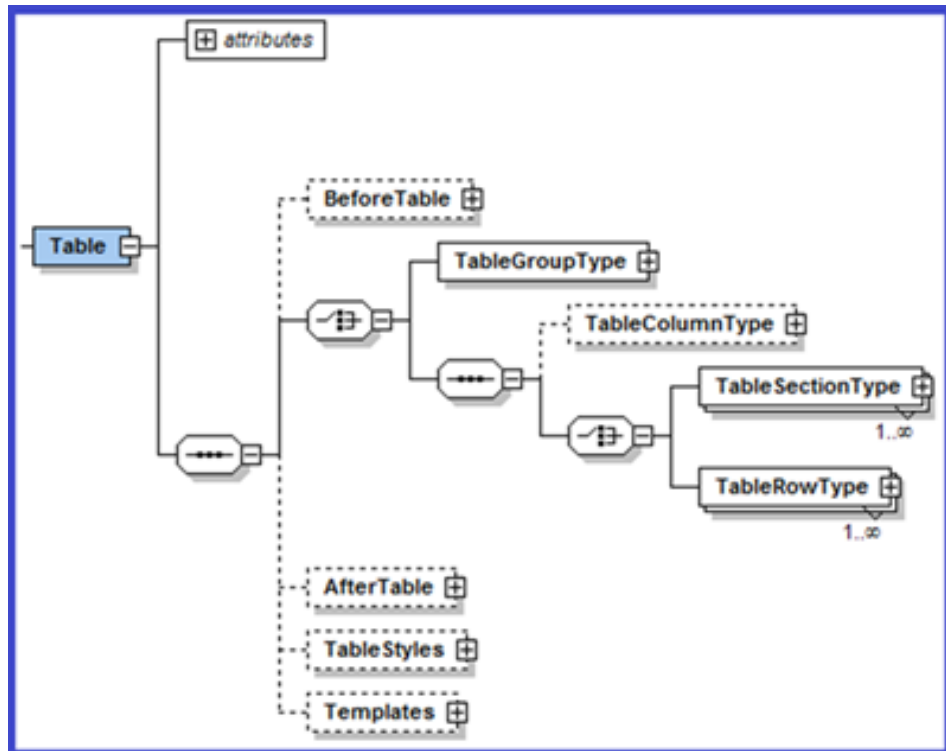 attributes
BeforeTable
Table
TableGroupType
TableColumnType
TableSectionType
1..∞
TableRowType
1..∞
AfterTable
TableStyles
Templates